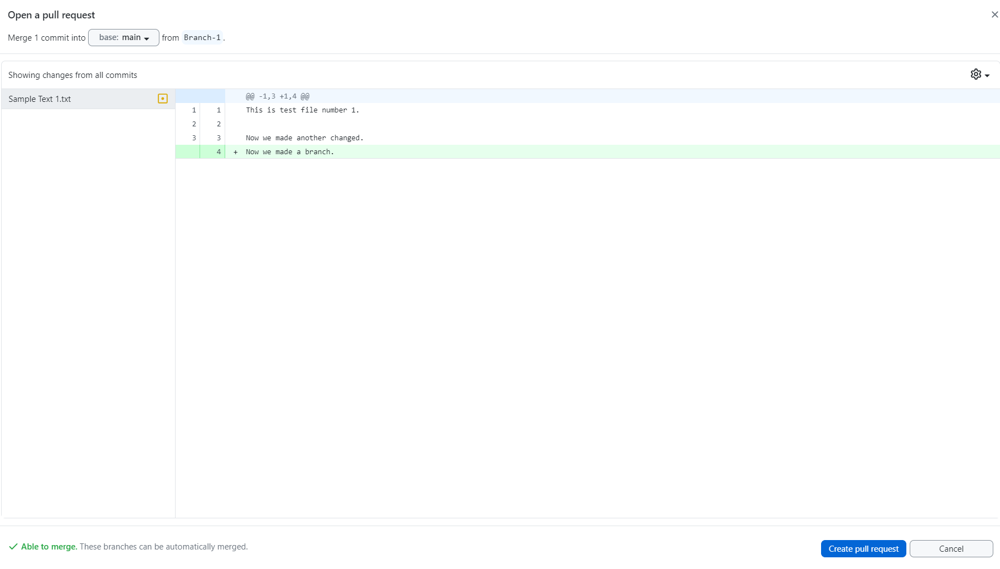 Open a pull request
Merge 1 commit into base: main from Branch-1.
Showing changes from all commits
Sample Text 1.txt
@@ -1,3 +1,4 @@
1 1 This is test file number 1.
2 2
3 3 Now we made another changed.
4 + Now we made a branch.
Able to merge. These branches can be automatically merged.
Create pull request
Cancel